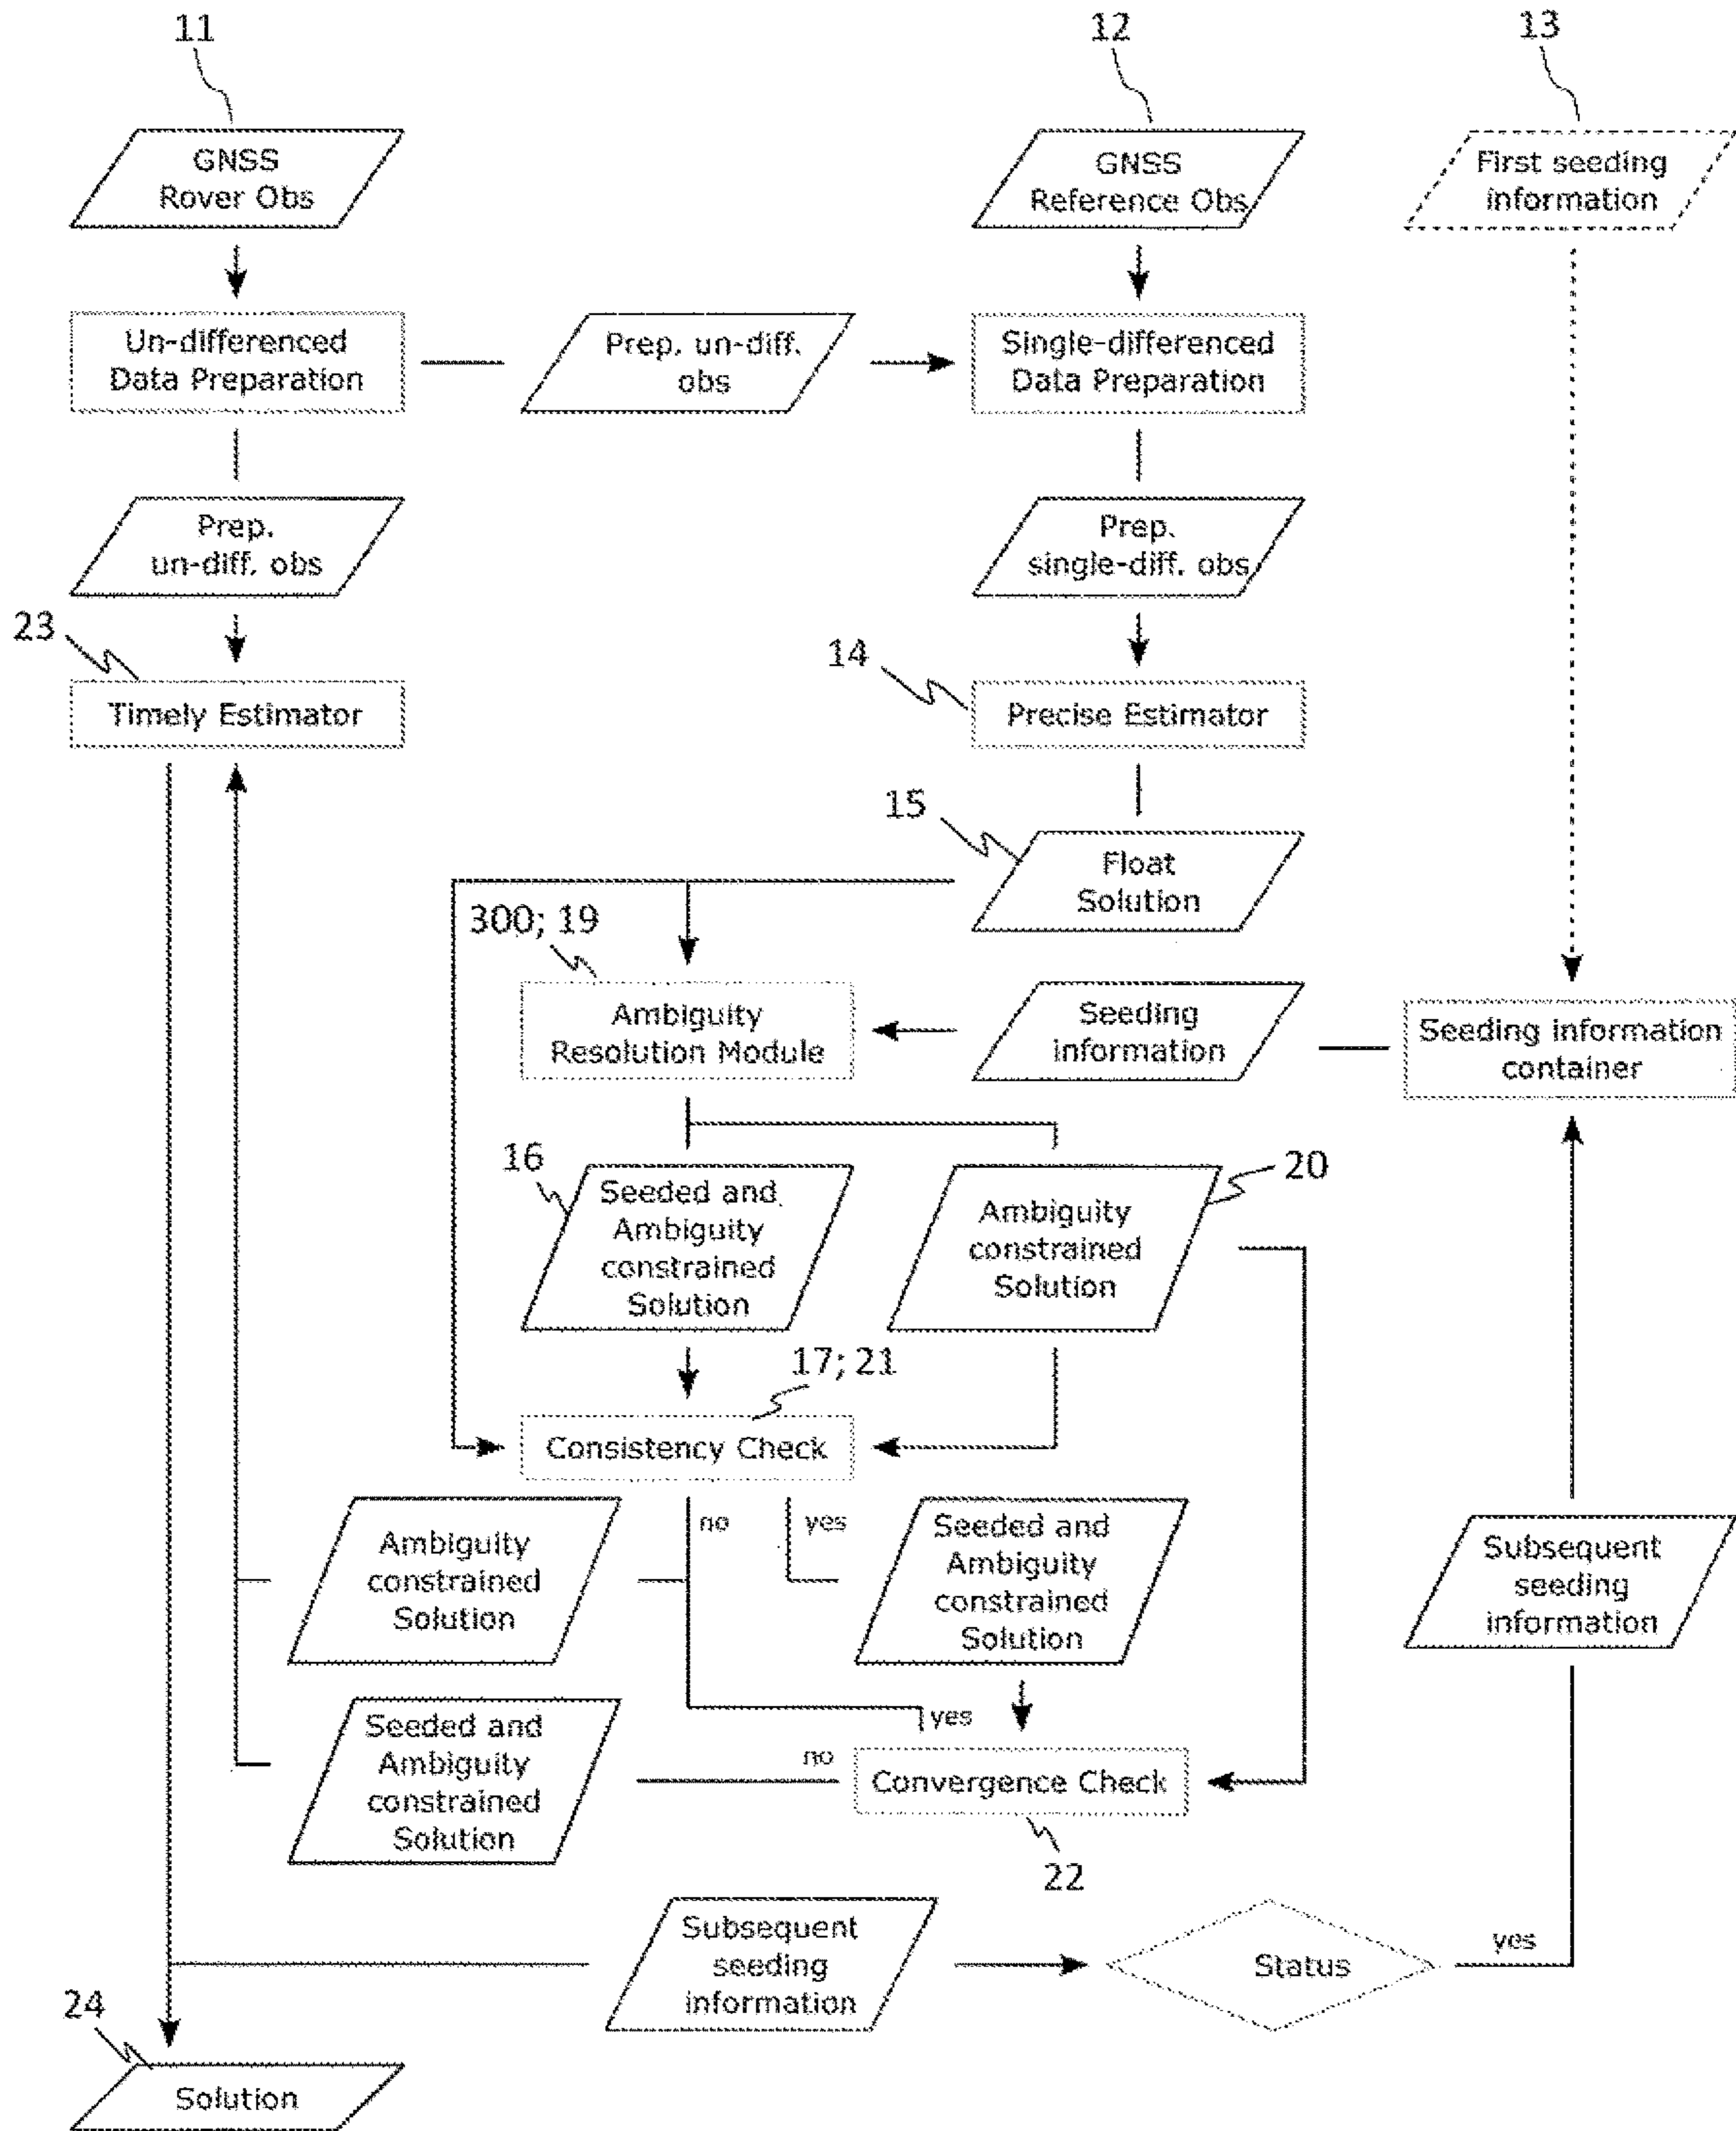 11
12
13
GNSS
Rover Obs
GNSS
Reference Obs
First seeding
information
Un-differenced
Data Preparation
Prep. un-diff.
obs
Single-differenced
Data Preparation
Prep.
un-diff. obs
Prep.
single-diff. obs
23
14
Timely Estimator
Precise Estimator
15
Float
Solution
300; 19
Ambiguity
Resolution Module
Seeding
information
Seeding information
container
16
20
Seeded and
Ambiguity
constrained
Solution
Ambiguity
constrained
Solution
17; 21
Consistency Check
no
yes
Ambiguity
constrained
Solution
Seeded and
Ambiguity
constrained
Solution
Subsequent
seeding
information
yes
Seeded and
Ambiguity
constrained
Solution
no
Convergence Check
22
Subsequent
seeding
information
Status
yes
24
Solution